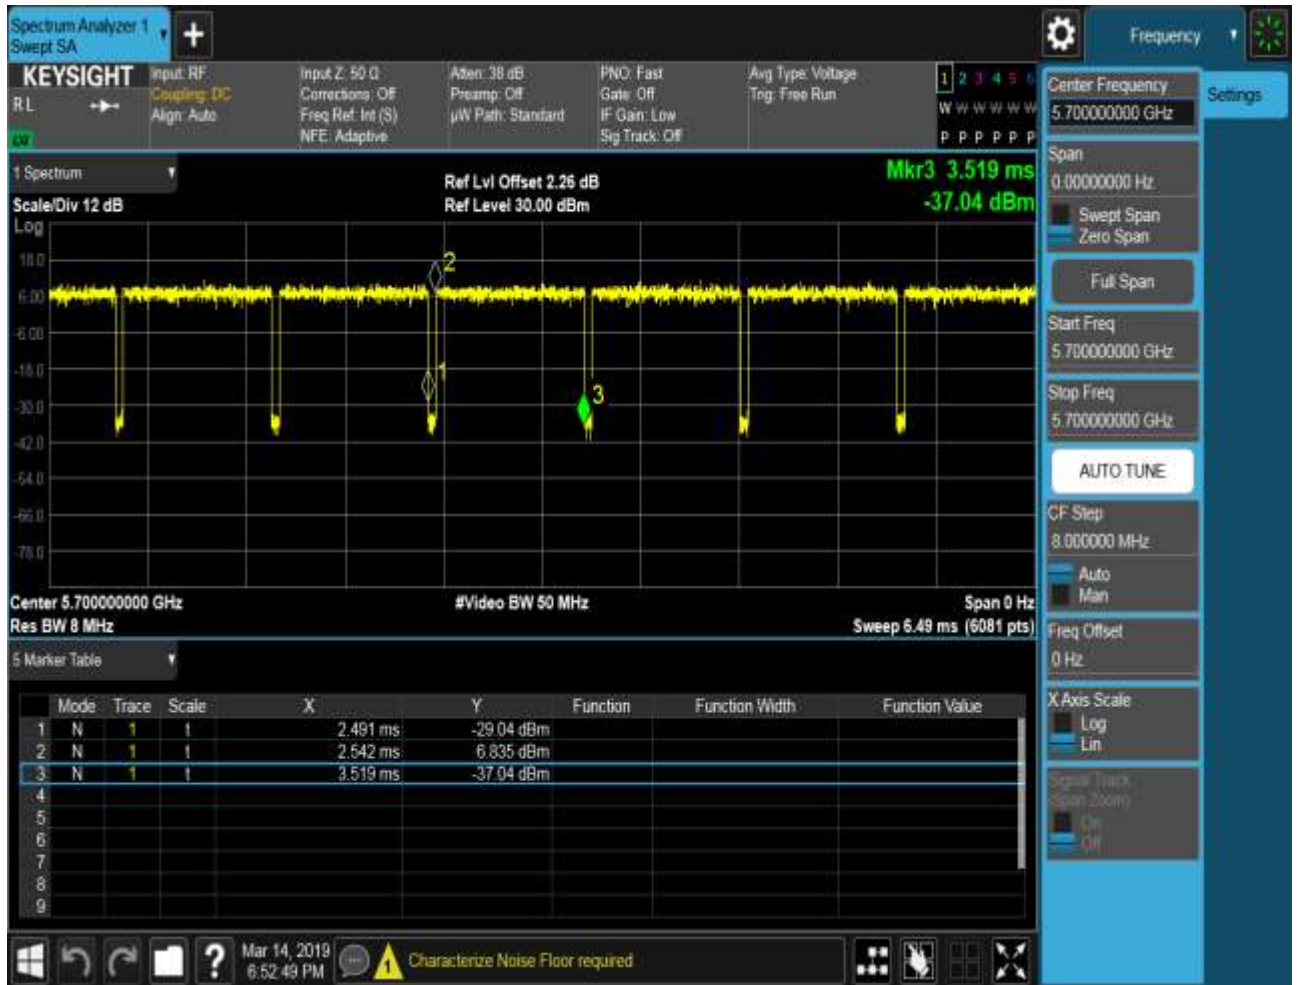 Spectrum Analyzer 1
Swept SA
Frequency
KEYSIGHT
RL
Input: RF
Coupling: DC
Align: Auto
Input Z: 50 Ω
Corrections: Off
Freq Ref: Int (S)
NFE: Adaptive
Atten: 38 dB
Preamp: Off
µW Path: Standard
PNO: Fast
Gate: Off
IF Gain: Low
Sig Track: Off
Avg Type: Voltage
Trig: Free Run
1 2 3 4 5 6
W W W W W W
P P P P P P
1 Spectrum
Scale/Div 12 dB
Log
Ref Lvl Offset 2.26 dB
Ref Level 30.00 dBm
Mkr3 3.519 ms
-37.04 dBm
18.0
6.00
-6.00
-18.0
-30.0
-42.0
-54.0
-66.0
-78.0
2
1
3
Center 5.700000000 GHz
#Video BW 50 MHz
Span 0 Hz
Res BW 8 MHz
Sweep 6.49 ms (6081 pts)
5 Marker Table
Mode Trace Scale X Y Function Function Width Function Value
1 N 1 t 2.491 ms -29.04 dBm
2 N 1 t 2.542 ms 6.835 dBm
3 N 1 t 3.519 ms -37.04 dBm
4
5
6
7
8
9
Mar 14, 2019
6:52:49 PM
?
1
Characterize Noise Floor required
Center Frequency
5.700000000 GHz
Settings
Span
0.00000000 Hz
Swept Span
Zero Span
Full Span
Start Freq
5.700000000 GHz
Stop Freq
5.700000000 GHz
AUTO TUNE
CF Step
8.000000 MHz
Auto
Man
Freq Offset
0 Hz
X Axis Scale
Log
Lin
Signal Track
(Span Zoom)
On
Off